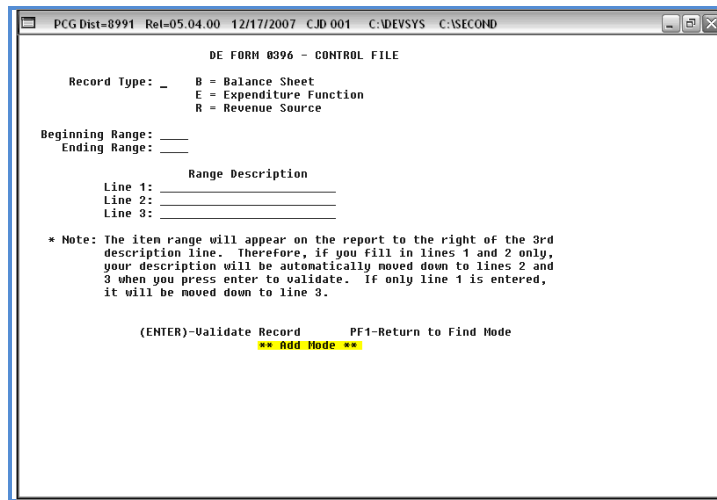 PCG Dist=8991 Rel=05.04.00 12/17/2007 CJD 001 C:\DEVSYS C:\SECOND
DE FORM 0396 - CONTROL FILE
Record Type: _ B = Balance Sheet
E = Expenditure Function
R = Revenue Source
Beginning Range: ____
Ending Range: ____
Range Description
Line 1: _________________________
Line 2: _________________________
Line 3: _________________________
* Note: The item range will appear on the report to the right of the 3rd
description line. Therefore, if you fill in lines 1 and 2 only,
your description will be automatically moved down to lines 2 and
3 when you press enter to validate. If only line 1 is entered,
it will be moved down to line 3.
(ENTER)-Validate Record PF1-Return to Find Mode
** Add Mode **